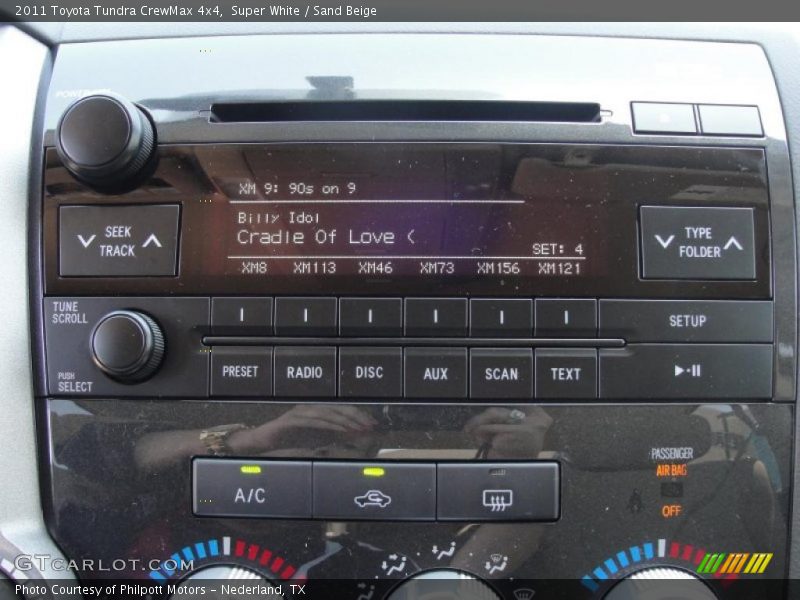 2011 Toyota Tundra CrewMax 4x4, Super White / Sand Beige
XM 9: 90s on 9
Billy Idol
Cradle Of Love <
SET: 4
XM8 XM113 XM46 XM73 XM156 XM121
SEEK
TRACK
TYPE
FOLDER
TUNE
SCROLL
PUSH
SELECT
SETUP
PRESET RADIO DISC AUX SCAN TEXT
A/C
PASSENGER
AIR BAG
OFF
GTCARLOT.COM
Photo Courtesy of Philpott Motors - Nederland, TX